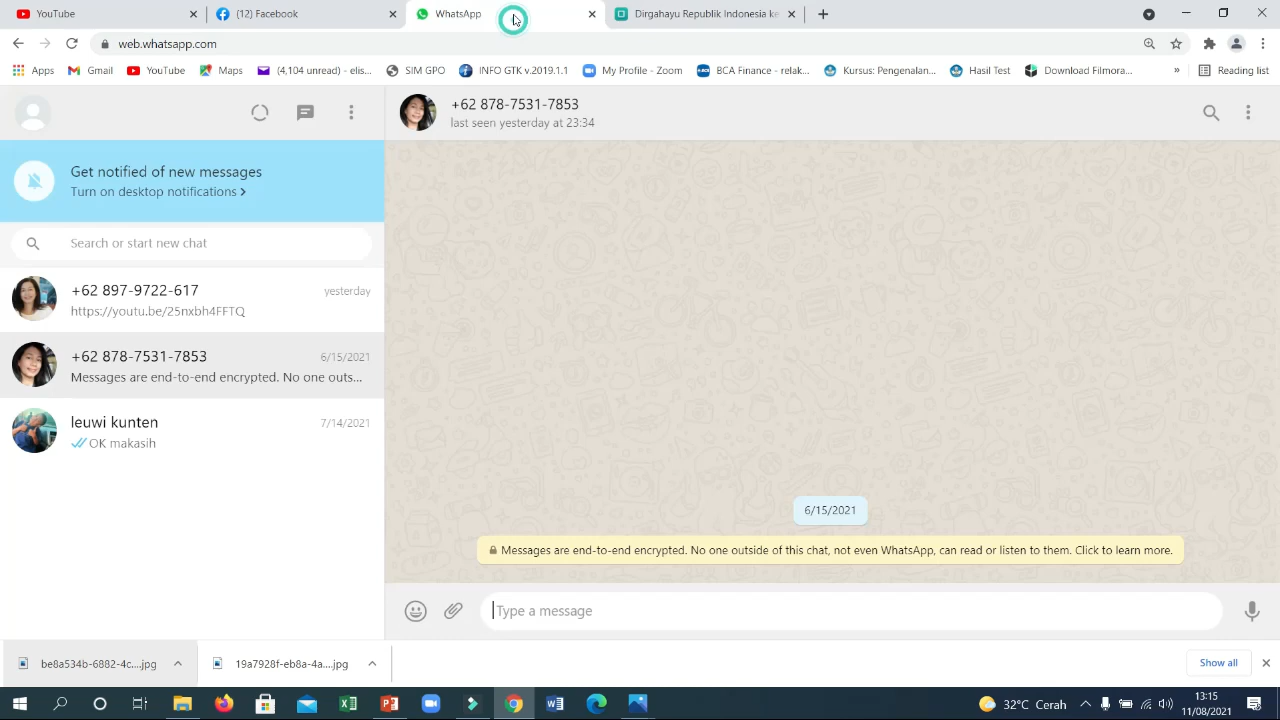 YouTube
(12) Facebook
WhatsApp
Dirgahayu Republik Indonesia ke
web.whatsapp.com
Apps
Gmail
YouTube
Maps
(4,104 unread) - elis...
SIM GPO
INFO GTK v.2019.1.1
My Profile - Zoom
BCA Finance - relak...
Kursus: Pengenalan...
Hasil Test
Download Filmora...
»
Reading list
Get notified of new messages
Turn on desktop notifications >
Search or start new chat
+62 897-9722-617
yesterday
https://youtu.be/25nxbh4FFTQ
+62 878-7531-7853
6/15/2021
Messages are end-to-end encrypted. No one outs...
leuwi kunten
7/14/2021
OK makasih
+62 878-7531-7853
last seen yesterday at 23:34
6/15/2021
Messages are end-to-end encrypted. No one outside of this chat, not even WhatsApp, can read or listen to them. Click to learn more.
Type a message
be8a534b-6882-4c....jpg
19a7928f-eb8a-4a....jpg
Show all
32°C Cerah
13:15
11/08/2021